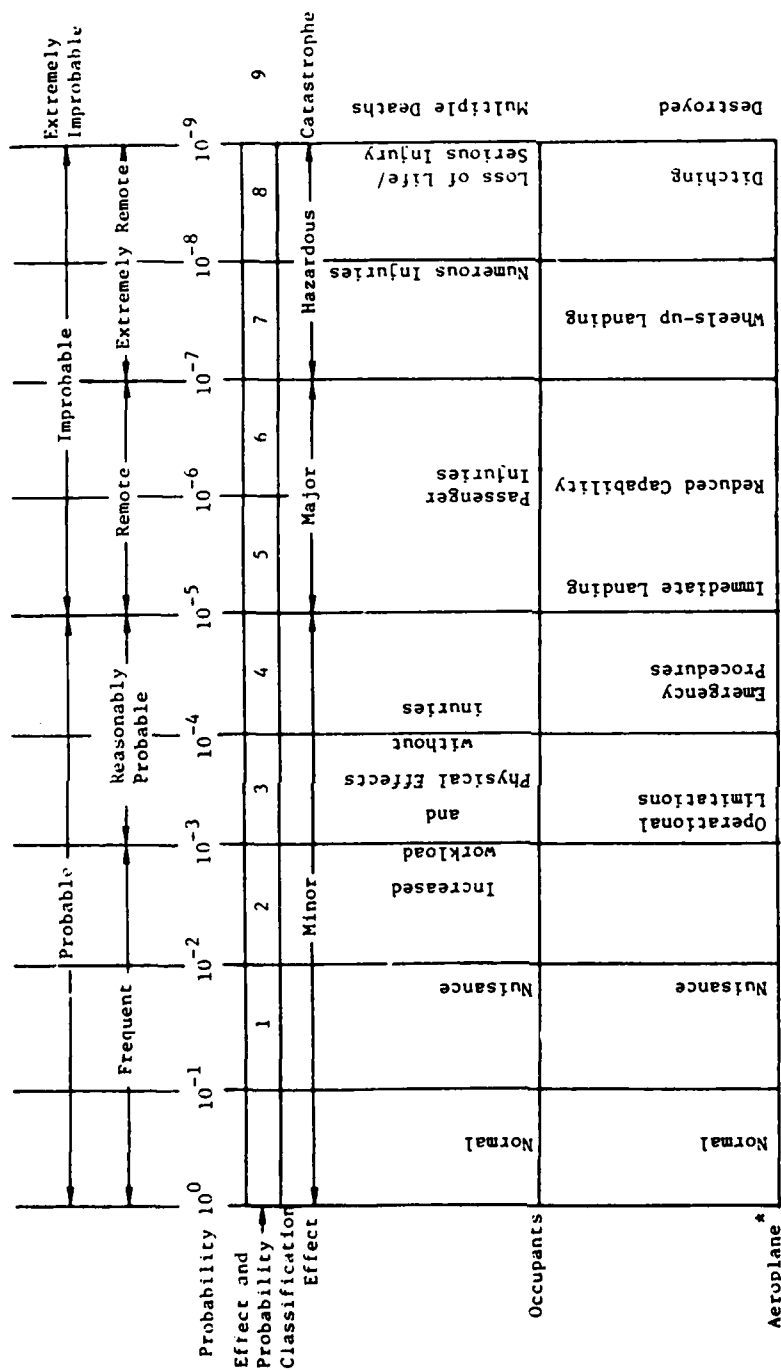 Extremely
Improbable
Improbable
Probable
Extremely Remote
Remote
Reasonably
Probable
Frequent
Probability
10^0
10^-1
10^-2
10^-3
10^-4
10^-5
10^-6
10^-7
10^-8
10^-9
Effect and
Probability
Classification
1
2
3
4
5
6
7
8
9
Effect
Minor
Major
Hazardous
Catastrophe
Occupants
Normal
Nuisance
Increased
workload
and
Physical Effects
without
inuries
Passenger
Injuries
Numerous Injuries
Loss of Life/
Serious Injury
Multiple Deaths
Aeroplane*
Normal
Nuisance
Operational
Limitations
Emergency
Procedures
Immediate Landing
Reduced Capability
Wheels-up Landing
Ditching
Destroyed